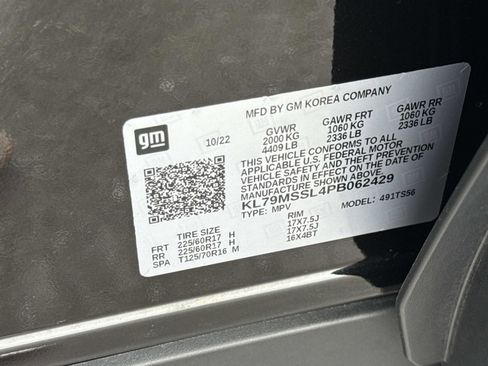 MFD BY GM KOREA COMPANY
gm
10/22
GVWR GAWR FRT GAWR RR
2000 KG 1060 KG 1060 KG
4409 LB 2336 LB 2336 LB
THIS VEHICLE CONFORMS TO ALL
APPLICABLE U.S. FEDERAL MOTOR
VEHICLE SAFETY AND THEFT PREVENTION
STANDARDS IN EFFECT ON THE DATE OF
MANUFACTURE SHOWN ABOVE.
KL79MSSL4PB062429
TYPE: MPV MODEL: 491TS56
TIRE SIZE RIM
FRT 225/60R17 H 17X7.5J
RR 225/60R17 H 17X7.5J
SPA T125/70R16 M 16X4BT